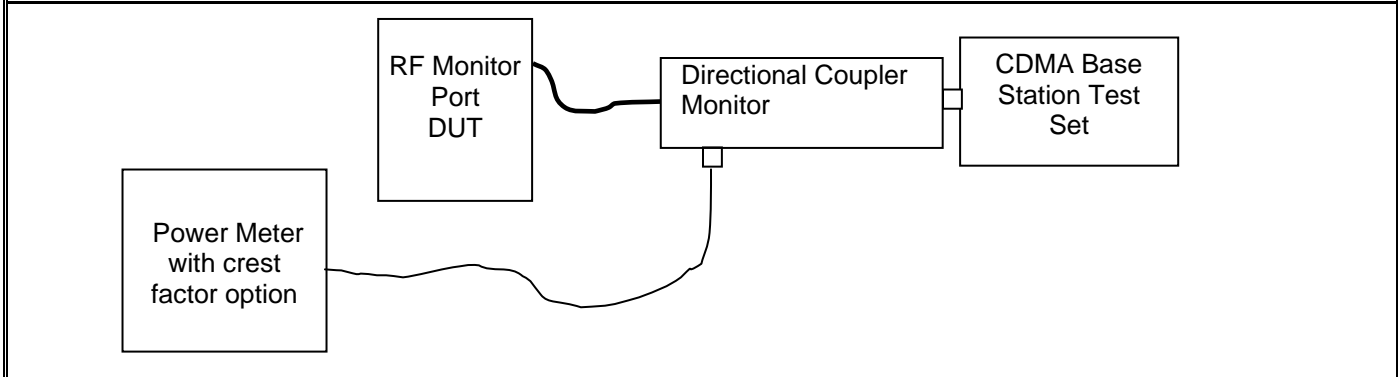 RF Monitor
Port
DUT
Directional Coupler
Monitor
CDMA Base
Station Test
Set
Power Meter
with crest
factor option